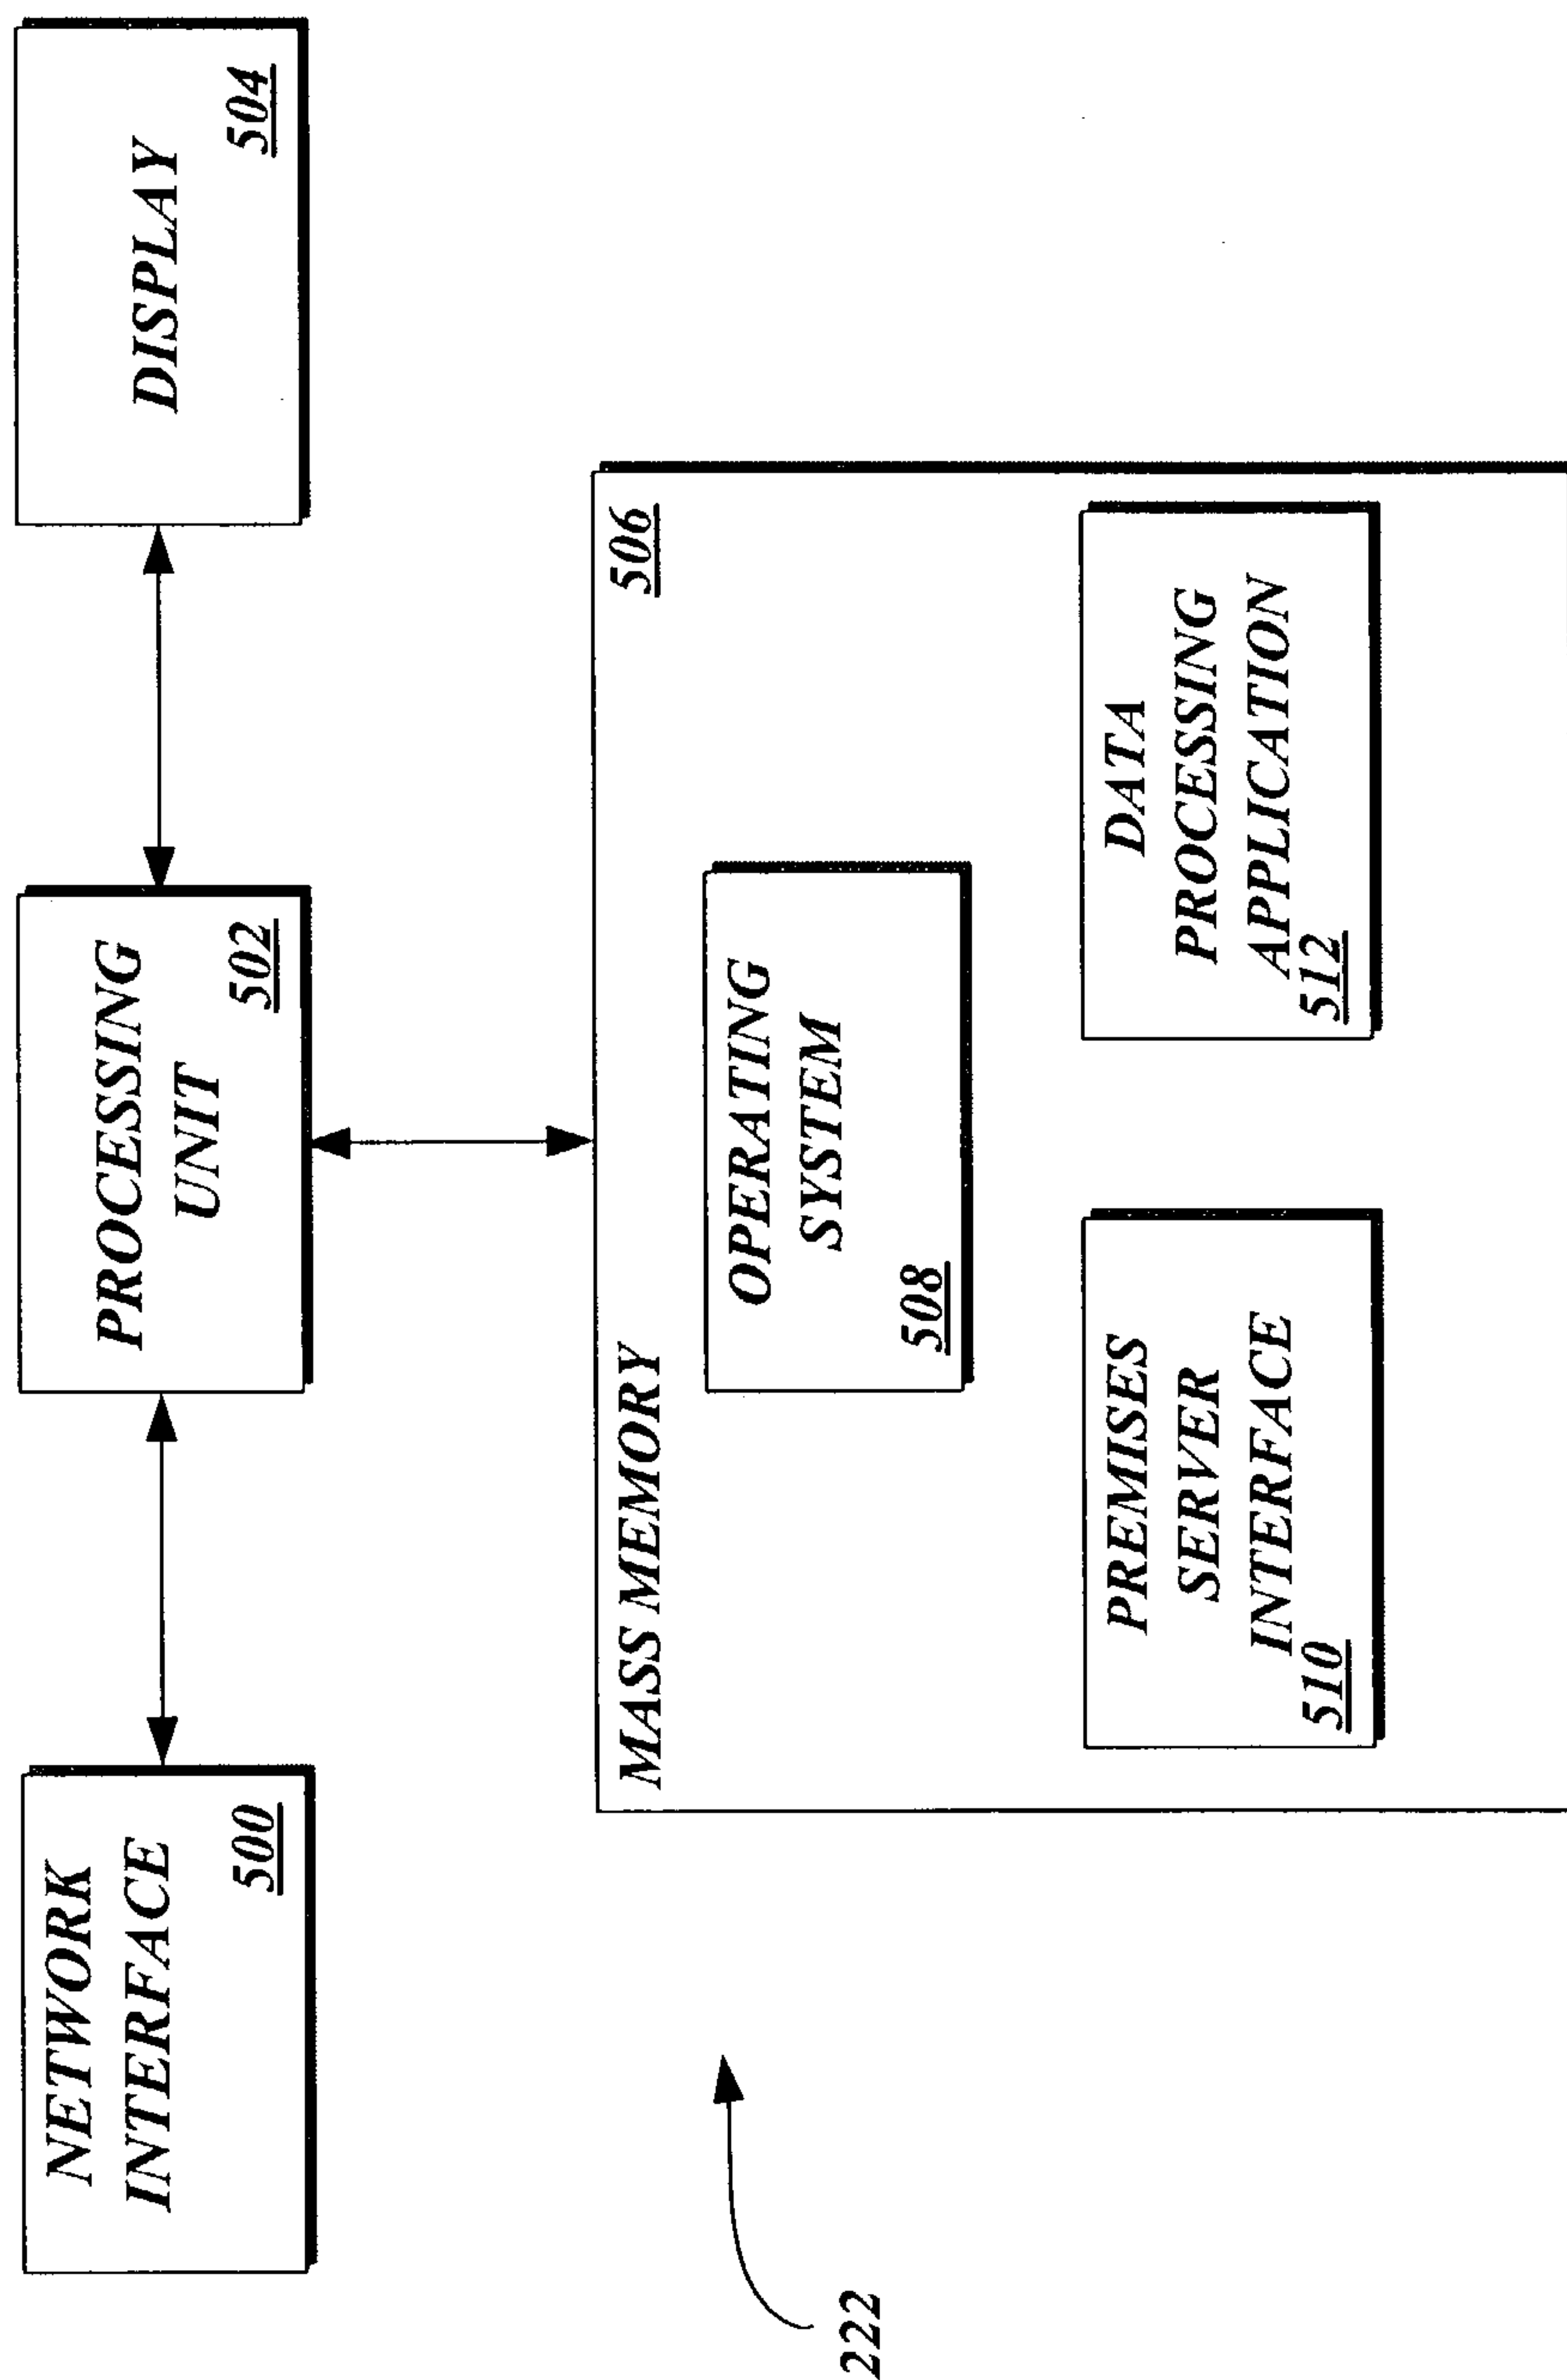 NETWORK
INTERFACE
500
PROCESSING
UNIT
502
DISPLAY
504
MASS MEMORY
506
OPERATING
SYSTEM
508
PREMISES
SERVER
INTERFACE
510
DATA
PROCESSING
APPLICATION
512
222